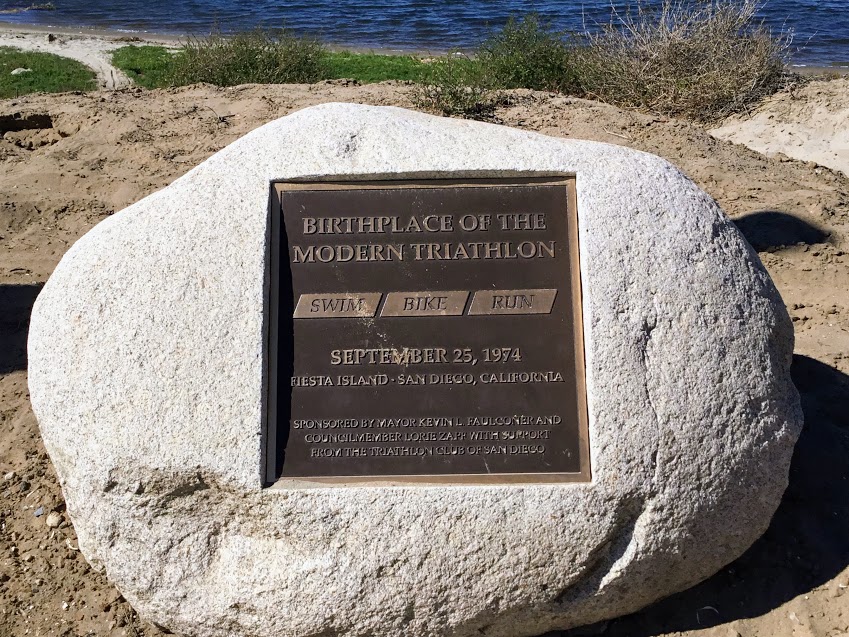 BIRTHPLACE OF THE
MODERN TRIATHLON
SWIM BIKE RUN
SEPTEMBER 25, 1974
FIESTA ISLAND · SAN DIEGO, CALIFORNIA
SPONSORED BY MAYOR KEVIN L. FAULCONER AND
COUNCILMEMBER LORIE ZAPF WITH SUPPORT
FROM THE TRIATHLON CLUB OF SAN DIEGO